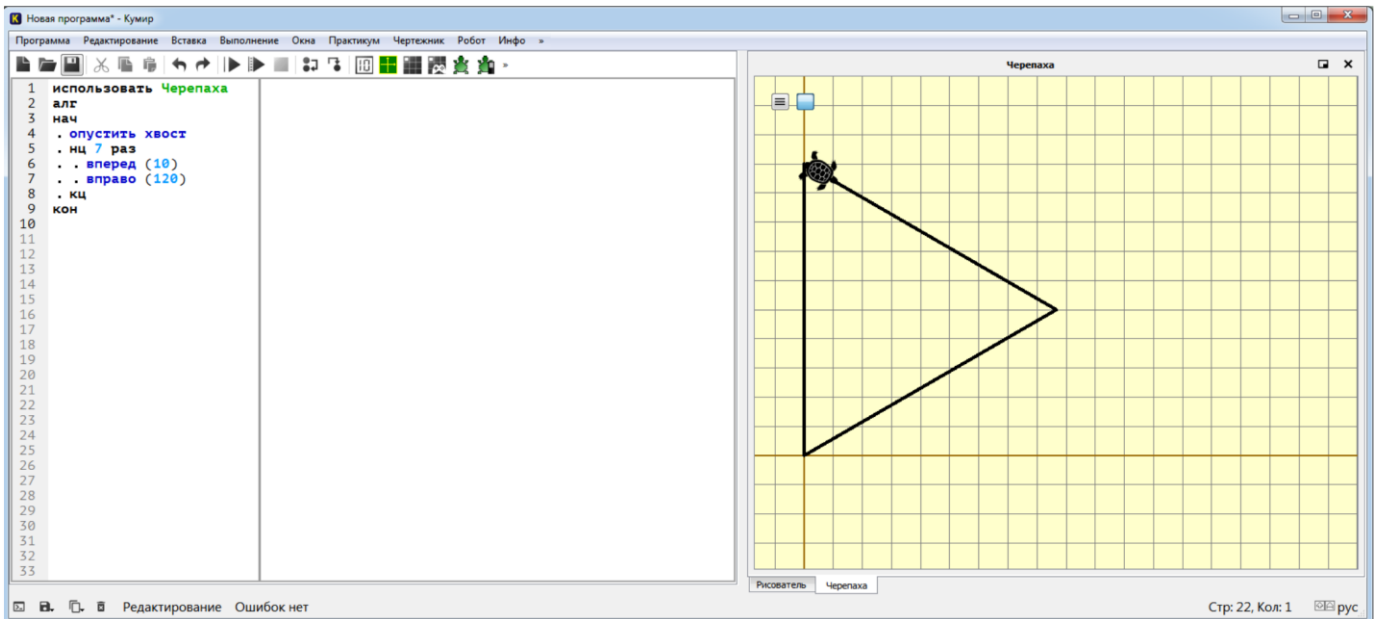 Новая программа* - Кумир
Программа Редактирование Вставка Выполнение Окна Практикум Чертежник Робот Инфо »
Черепаха
1 использовать Черепаха
2 алг
3 нач
4 . опустить хвост
5 . нц 7 раз
6 . . вперед (10)
7 . . вправо (120)
8 . кц
9 кон
10
11
12
13
14
15
16
17
18
19
20
21
22
23
24
25
26
27
28
29
30
31
32
33
Рисователь Черепаха
Редактирование Ошибок нет Стр: 22, Кол: 1 рус